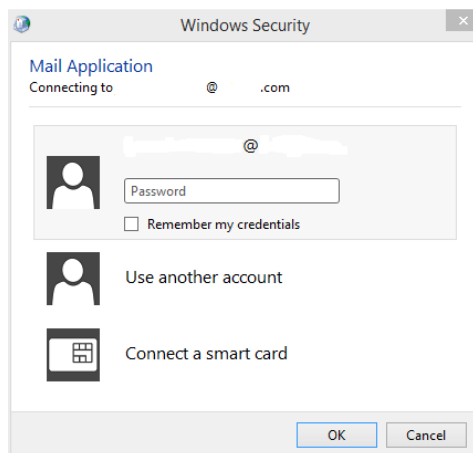 Windows Security
Mail Application
Connecting to @ .com
@
Password
Remember my credentials
Use another account
Connect a smart card
OK Cancel